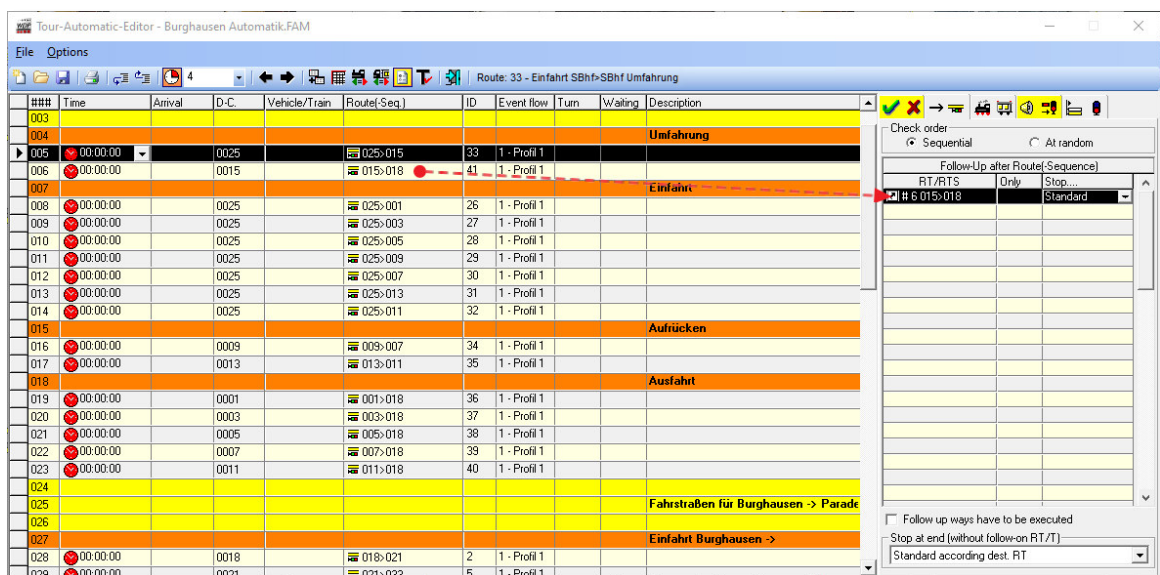 Tour-Automatic-Editor - Burghausen Automatik.FAM
File Options
4 Route: 33 - Einfahrt SBhf>SBhf Umfahrung
### Time Arrival D.-C. Vehicle/Train Route(-Seq.) ID Event flow Turn Waiting Description
003
004 Umfahrung
005 00:00:00 0025 025>015 33 1 - Profil 1
006 00:00:00 0015 015>018 41 1 - Profil 1
007 Einfahrt
008 00:00:00 0025 025>001 26 1 - Profil 1
009 00:00:00 0025 025>003 27 1 - Profil 1
010 00:00:00 0025 025>005 28 1 - Profil 1
011 00:00:00 0025 025>009 29 1 - Profil 1
012 00:00:00 0025 025>007 30 1 - Profil 1
013 00:00:00 0025 025>013 31 1 - Profil 1
014 00:00:00 0025 025>011 32 1 - Profil 1
015 Aufrücken
016 00:00:00 0009 009>007 34 1 - Profil 1
017 00:00:00 0013 013>011 35 1 - Profil 1
018 Ausfahrt
019 00:00:00 0001 001>018 36 1 - Profil 1
020 00:00:00 0003 003>018 37 1 - Profil 1
021 00:00:00 0005 005>018 38 1 - Profil 1
022 00:00:00 0007 007>018 39 1 - Profil 1
023 00:00:00 0011 011>018 40 1 - Profil 1
024
025 Fahrstraßen für Burghausen -> Parade
026
027 Einfahrt Burghausen ->
028 00:00:00 0018 018>021 2 1 - Profil 1
029 00:00:00 0021 021>022 5 1 - Profil 1
Check order
Sequential At random
Follow-Up after Route(-Sequence)
RT/RTS Only Stop....
# 6 015>018 Standard
Follow up ways have to be executed
Stop at end (without follow-on RT/T)
Standard according dest. RT